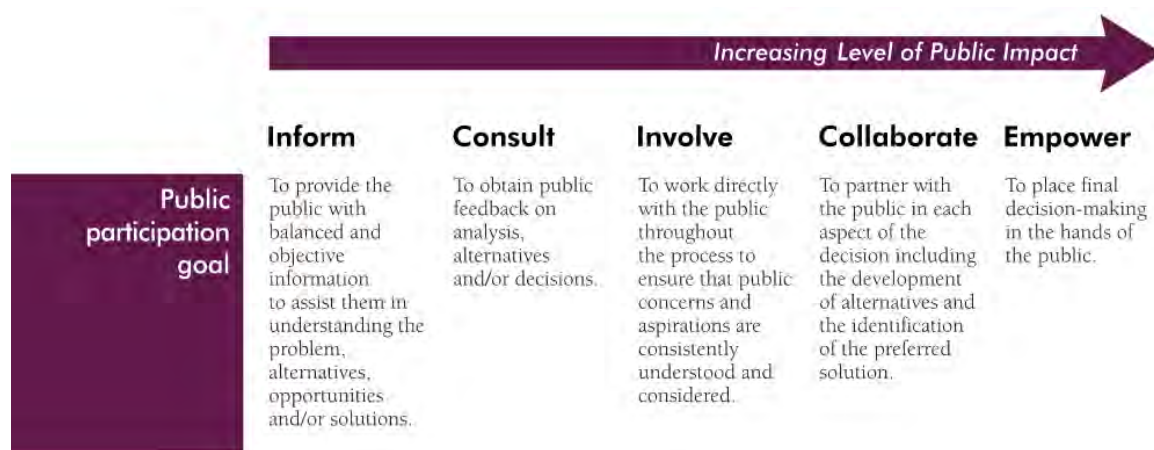 Increasing Level of Public Impact
Public
participation
goal
Inform
To provide the
public with
balanced and
objective
information
to assist them in
understanding the
problem,
alternatives,
opportunities
and/or solutions.
Consult
To obtain public
feedback on
analysis,
alternatives
and/or decisions.
Involve
To work directly
with the public
throughout
the process to
ensure that public
concerns and
aspirations are
consistently
understood and
considered.
Collaborate
To partner with
the public in each
aspect of the
decision including
the development
of alternatives and
the identification
of the preferred
solution.
Empower
To place final
decision-making
in the hands of
the public.